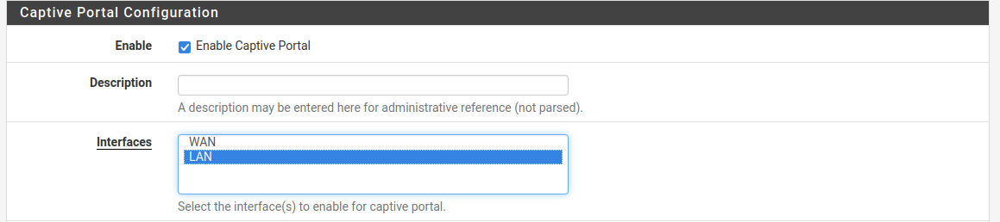 Captive Portal Configuration
Enable
Enable Captive Portal
Description
A description may be entered here for administrative reference (not parsed).
Interfaces
WAN
LAN
Select the interface(s) to enable for captive portal.